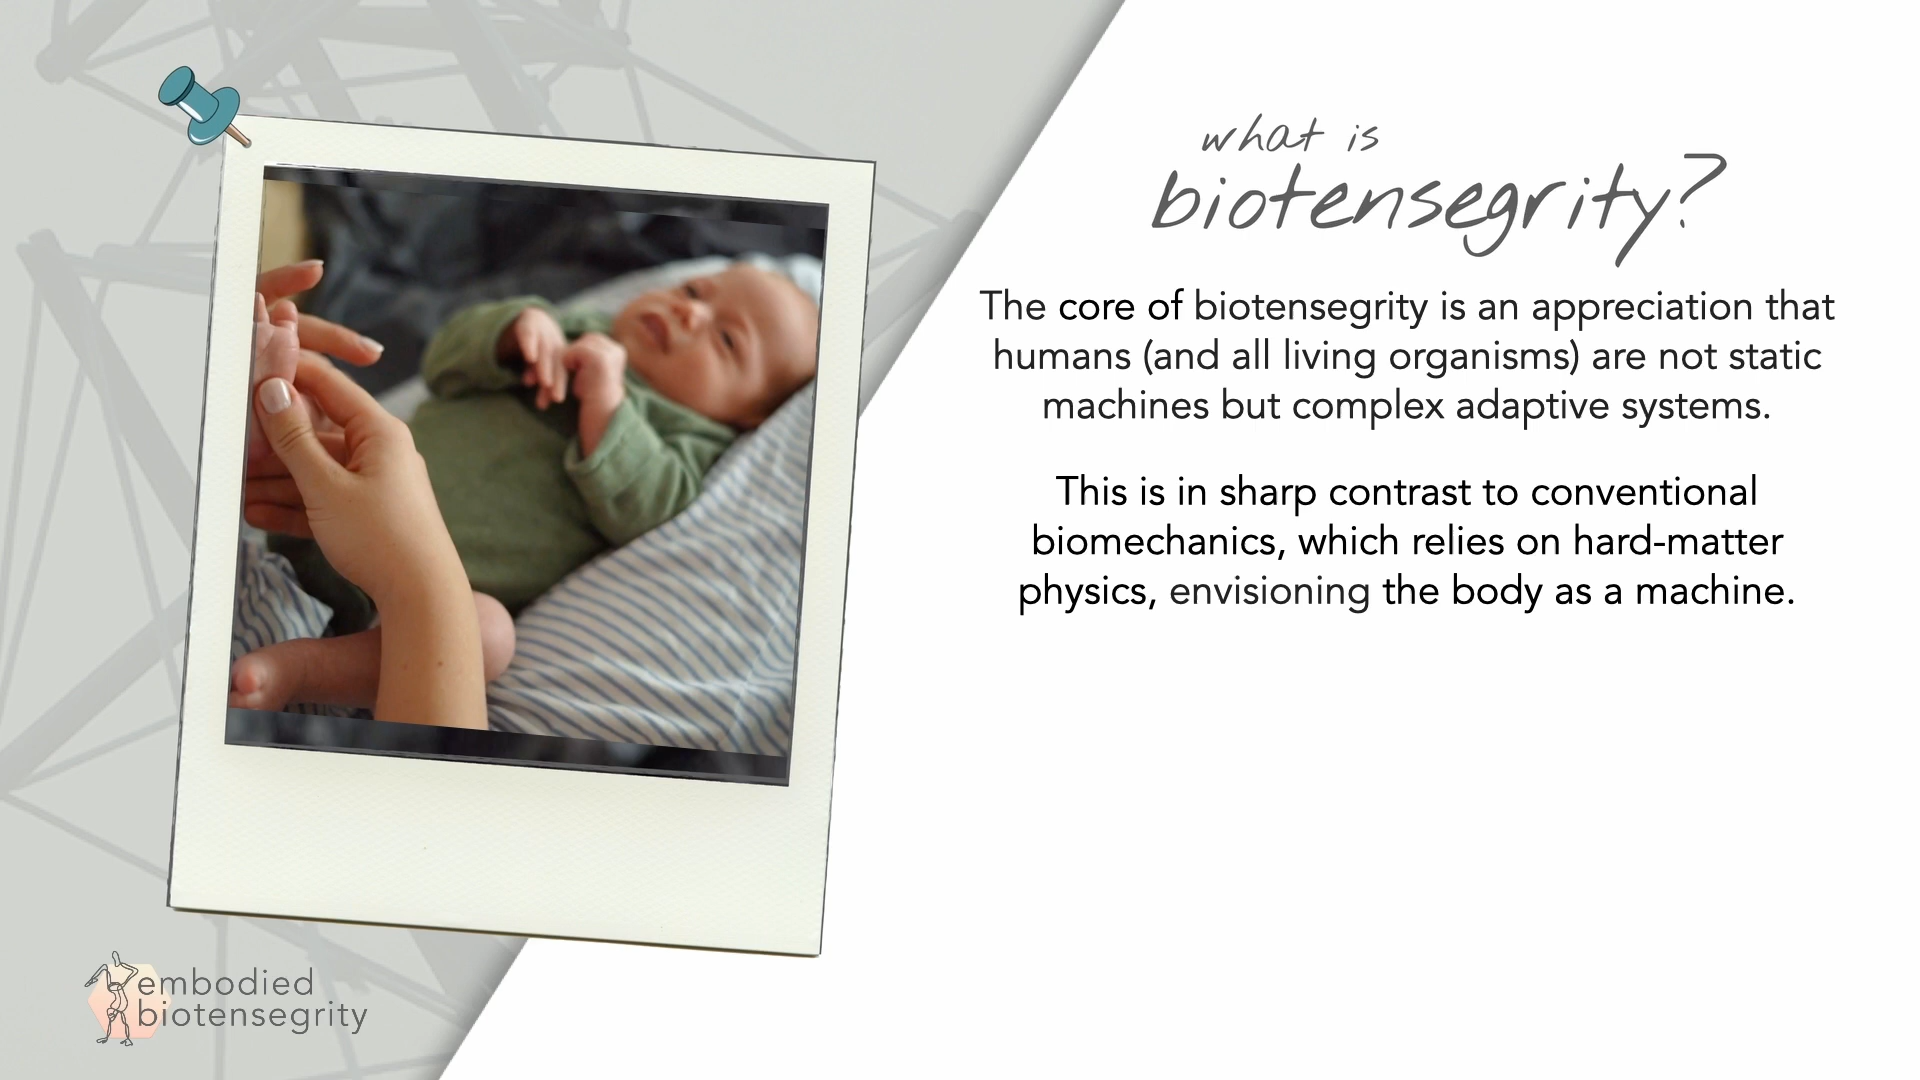 what is
biotensegrity?
The core of biotensegrity is an appreciation that
humans (and all living organisms) are not static
machines but complex adaptive systems.
This is in sharp contrast to conventional
biomechanics, which relies on hard-matter
physics, envisioning the body as a machine.
embodied
biotensegrity